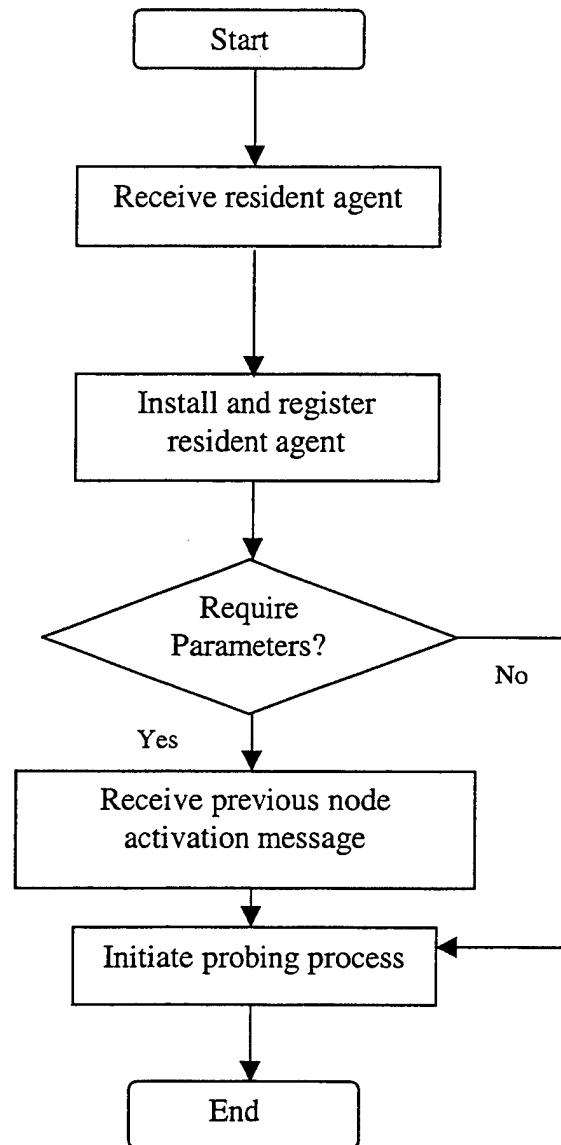 Start
Receive resident agent
Install and register
resident agent
Require
Parameters?
No
Yes
Receive previous node
activation message
Initiate probing process
End